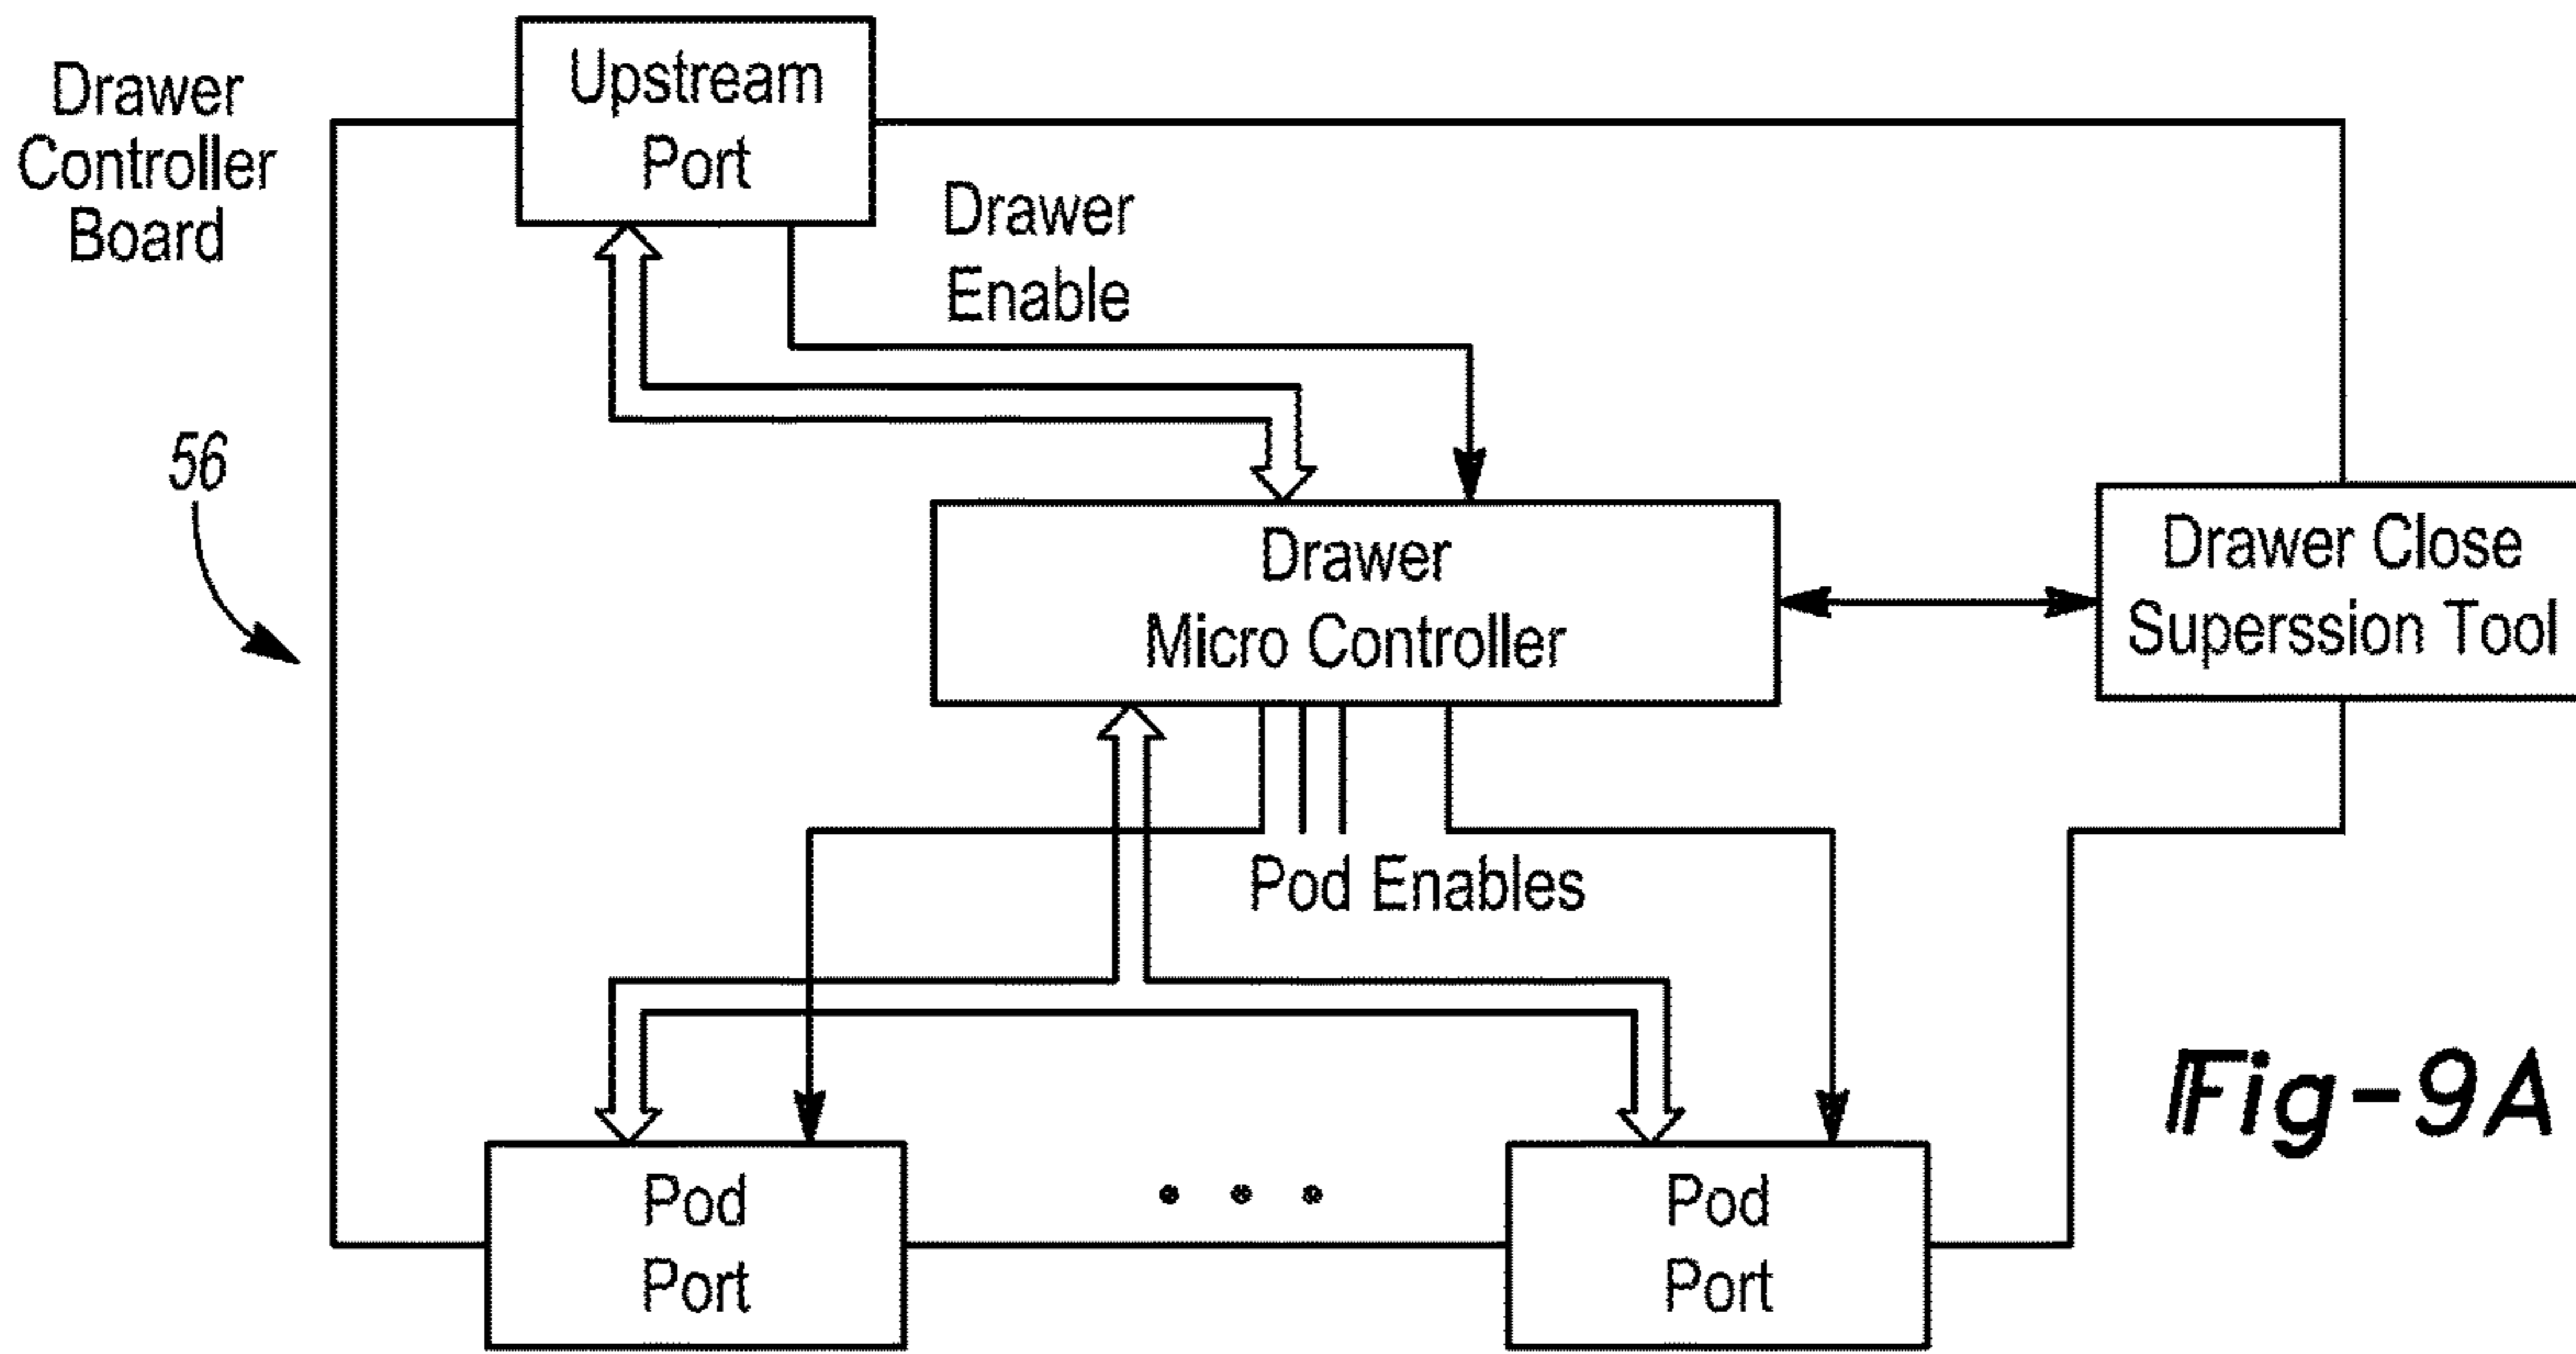 Drawer
Controller
Board
Upstream
Port
Drawer
Enable
56
Drawer
Micro Controller
Drawer Close
Superssion Tool
Pod Enables
Pod
Port
• • •
Pod
Port
Fig-9A